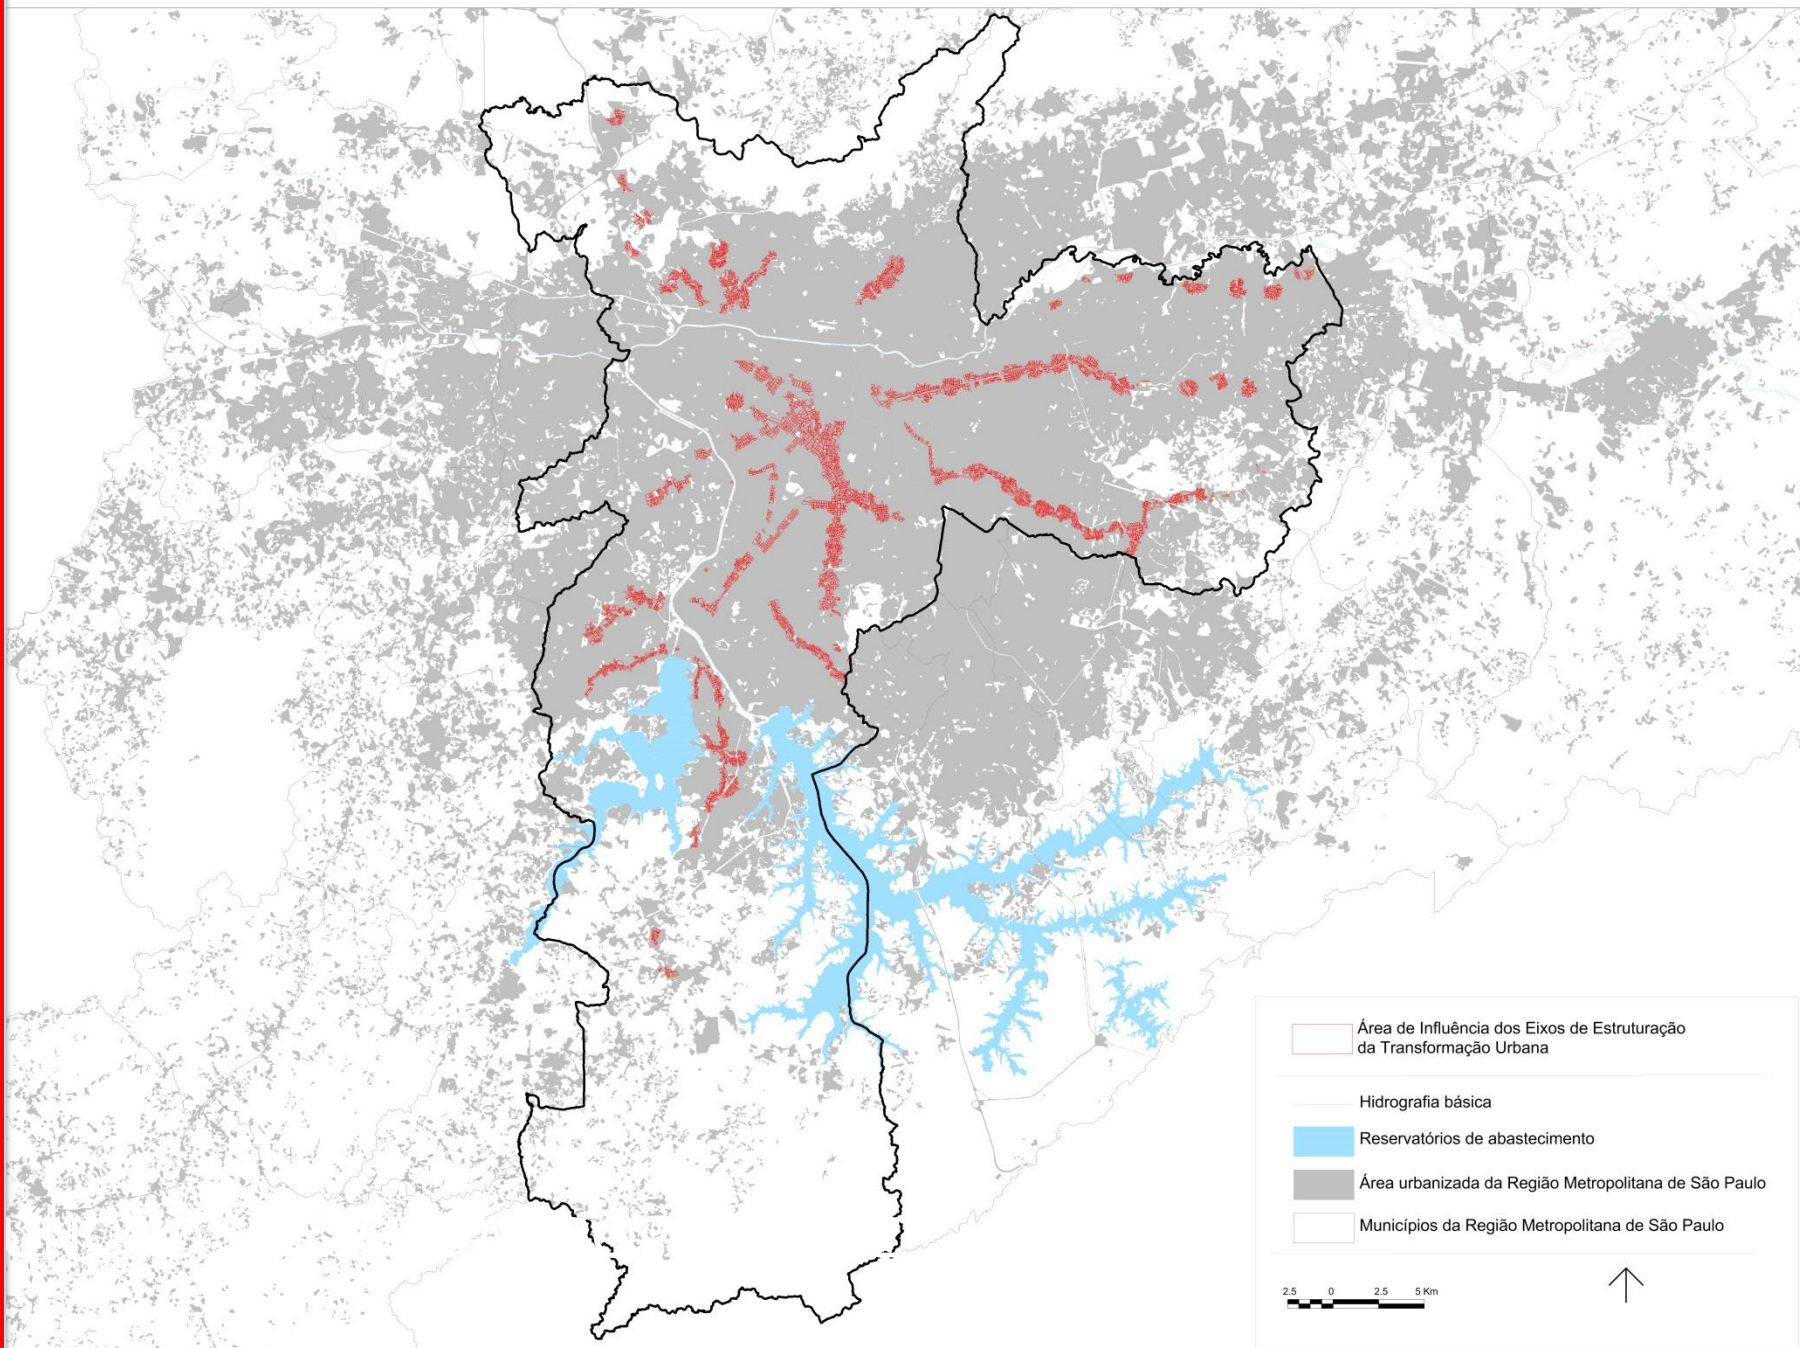 Área de Influência dos Eixos de Estruturação
da Transformação Urbana
Hidrografia básica
Reservatórios de abastecimento
Área urbanizada da Região Metropolitana de São Paulo
Municípios da Região Metropolitana de São Paulo
2.5 0 2.5 5 Km